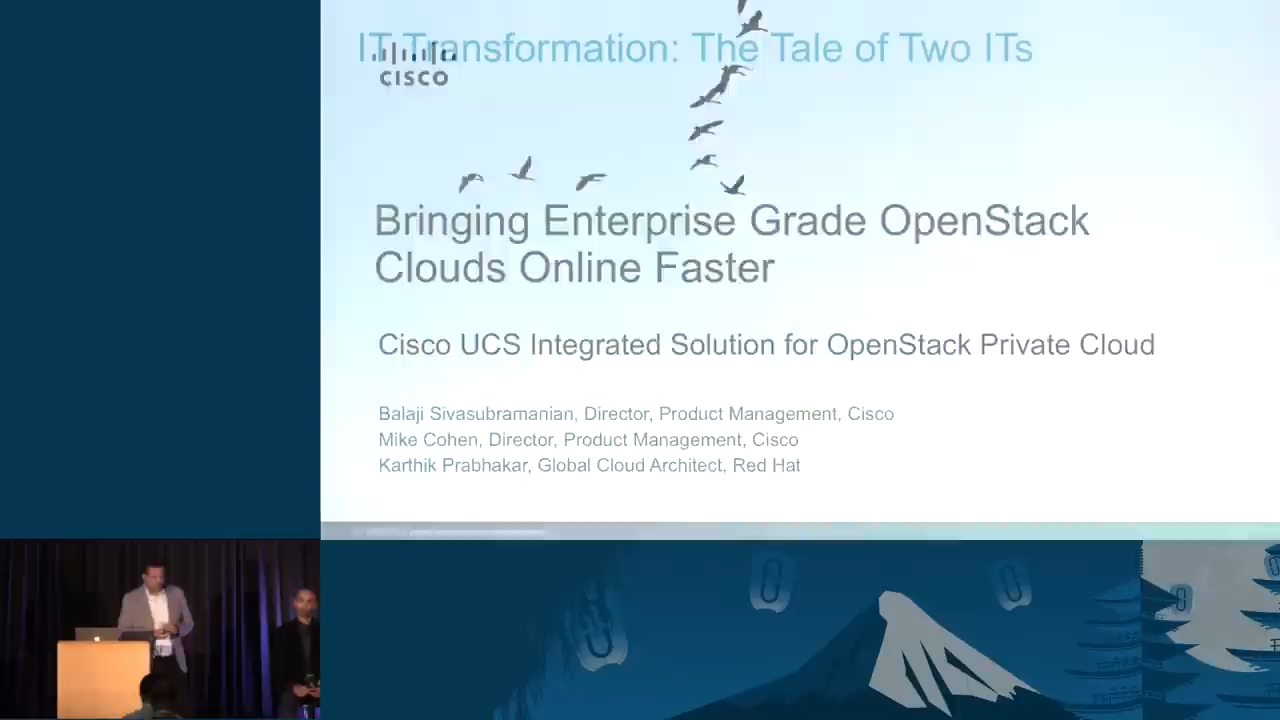 IT Transformation: The Tale of Two ITs
CISCO
Bringing Enterprise Grade OpenStack
Clouds Online Faster
Cisco UCS Integrated Solution for OpenStack Private Cloud
Balaji Sivasubramanian, Director, Product Management, Cisco
Mike Cohen, Director, Product Management, Cisco
Karthik Prabhakar, Global Cloud Architect, Red Hat